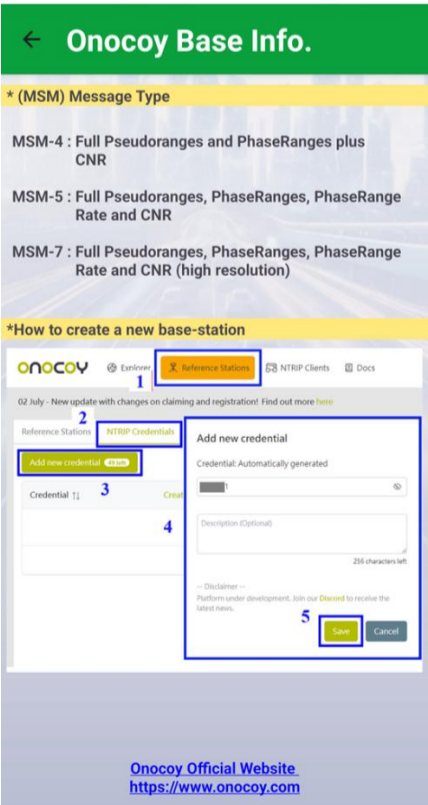 Onocoy Base Info.
* (MSM) Message Type
MSM-4 : Full Pseudoranges and PhaseRanges plus
CNR
MSM-5 : Full Pseudoranges, PhaseRanges, PhaseRange
Rate and CNR
MSM-7 : Full Pseudoranges, PhaseRanges, PhaseRange
Rate and CNR (high resolution)
*How to create a new base-station
onocoy Explorer Reference Stations NTRIP Clients Docs
1
02 July - New update with changes on claiming and registration! Find out more here
2
Reference Stations NTRIP Credentials
Add new credential 49 left
3
Credential ↑↓ Creat
4
Add new credential
Credential: Automatically generated
1
Description (Optional)
256 characters left
-- Disclaimer --
Platform under development. Join our Discord to receive the
latest news.
5
Save Cancel
Onocoy Official Website
https://www.onocoy.com